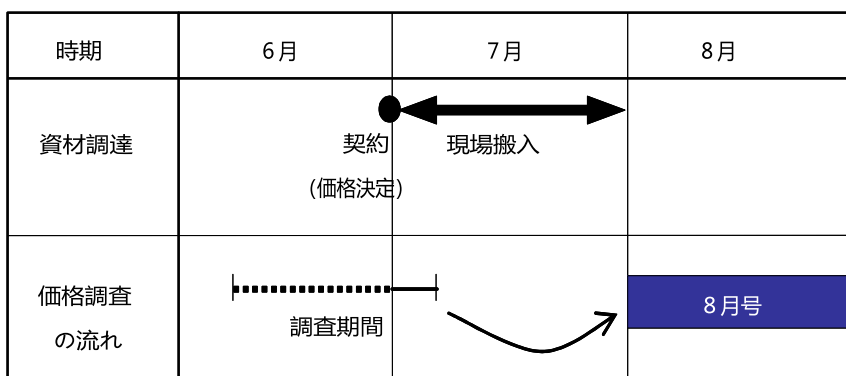 時期 6月 7月 8月
資材調達
契約 現場搬入
(価格決定)
価格調査
の流れ
調査期間
8月号